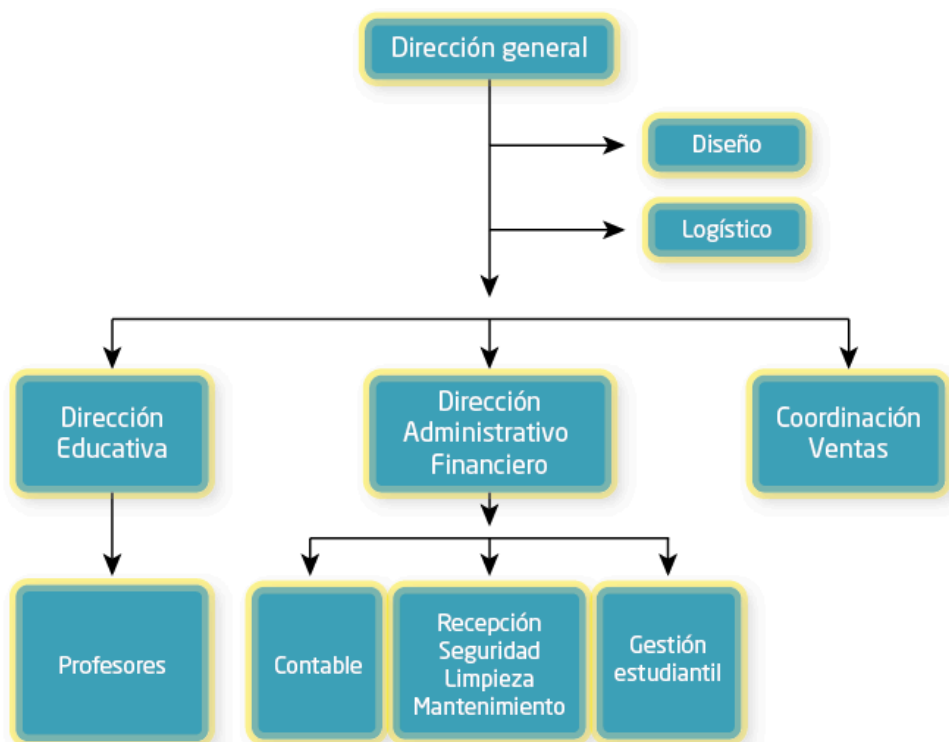 Dirección general
Diseño
Logístico
Dirección
Educativa
Dirección
Administrativo
Financiero
Coordinación
Ventas
Profesores
Contable
Recepción
Seguridad
Limpieza
Mantenimiento
Gestión
estudiantil